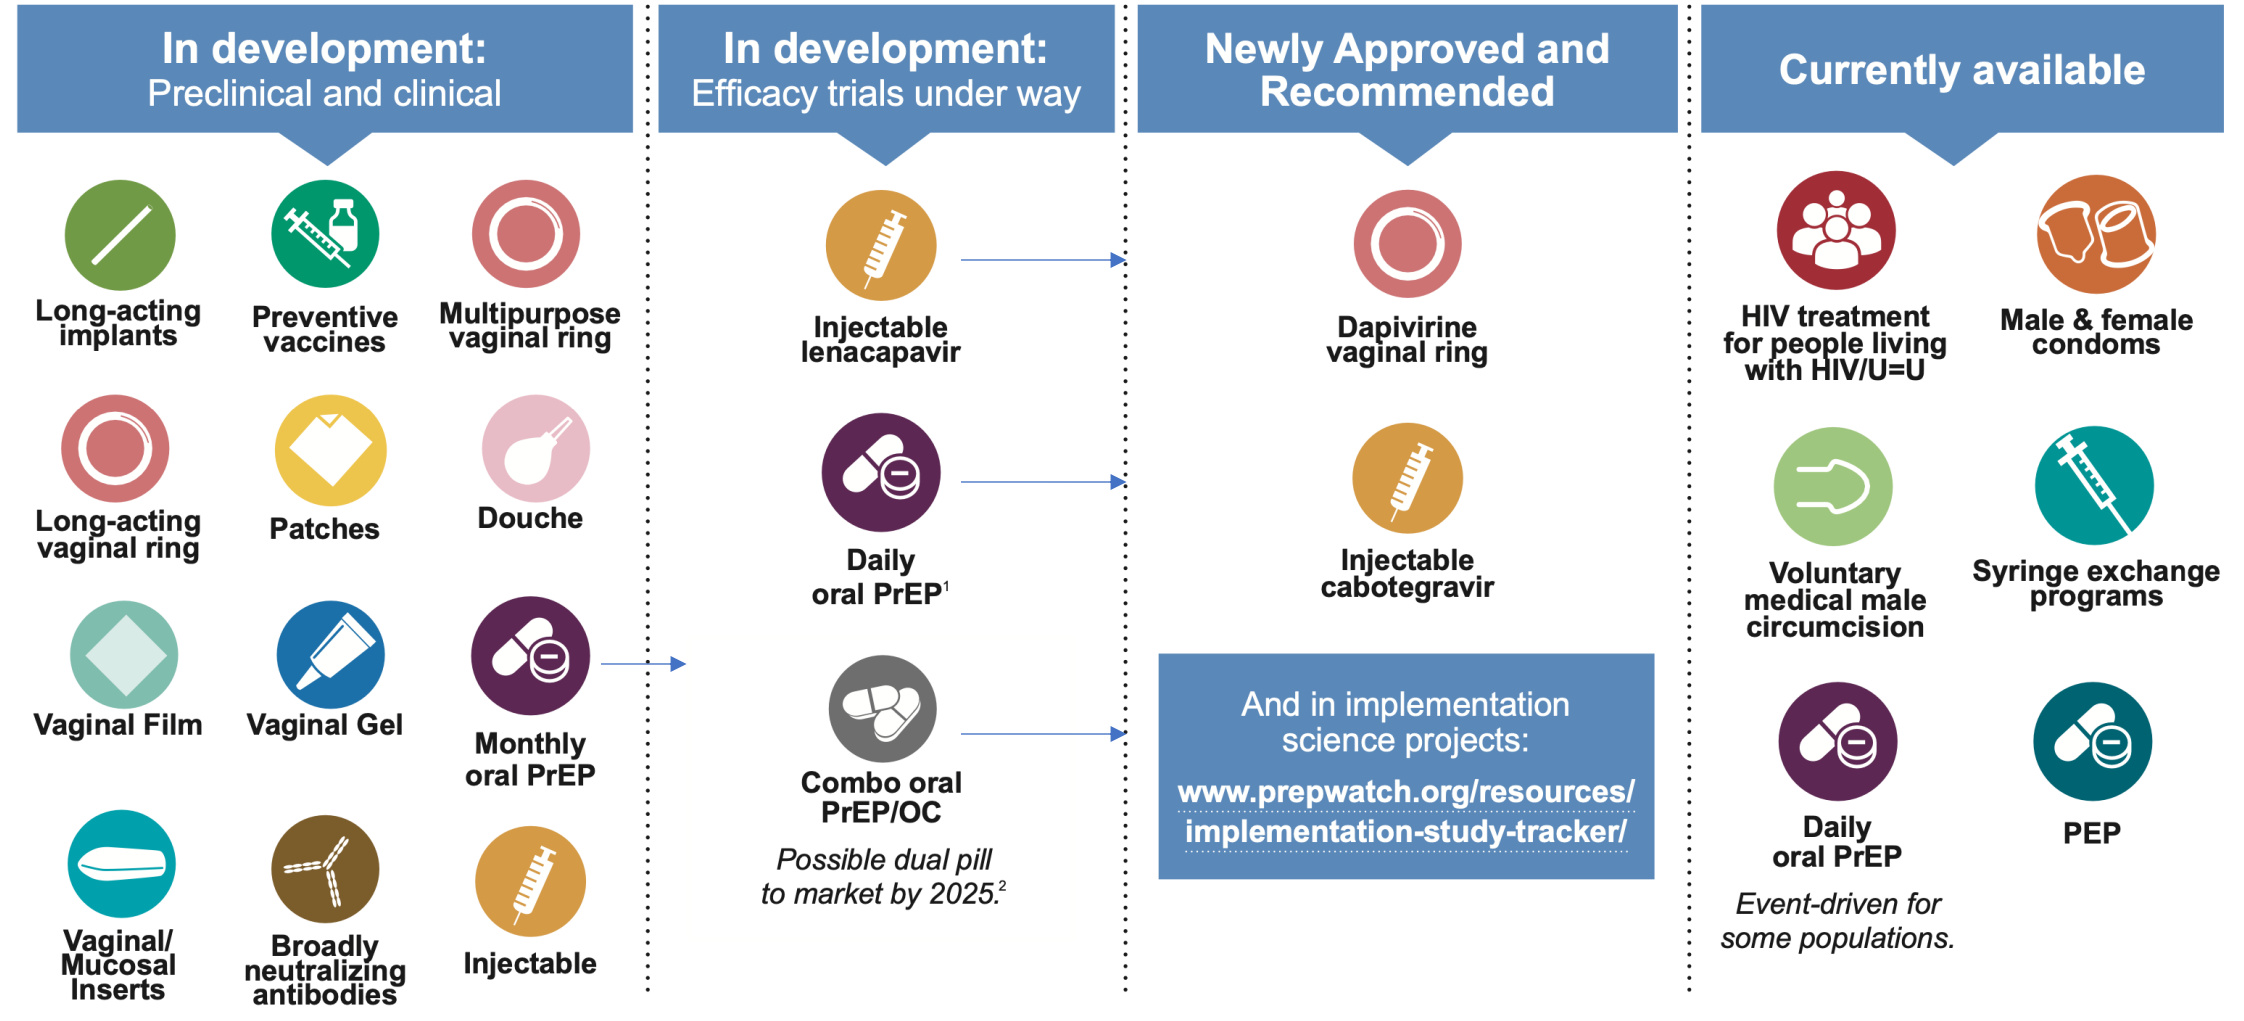 In development:
Preclinical and clinical
Long-acting
implants
Preventive
vaccines
Multipurpose
vaginal ring
Long-acting
vaginal ring
Patches
Douche
Vaginal Film
Vaginal Gel
Monthly
oral PrEP
Vaginal/
Mucosal
Inserts
Broadly
neutralizing
antibodies
Injectable
In development:
Efficacy trials under way
Injectable
lenacapavir
Daily
oral PrEP¹
Combo oral
PrEP/OC
Possible dual pill
to market by 2025.²
Newly Approved and
Recommended
Dapivirine
vaginal ring
Injectable
cabotegravir
And in implementation
science projects:
www.prepwatch.org/resources/
implementation-study-tracker/
Currently available
HIV treatment
for people living
with HIV/U=U
Male & female
condoms
Voluntary
medical male
circumcision
Syringe exchange
programs
Daily
oral PrEP
Event-driven for
some populations.
PEP